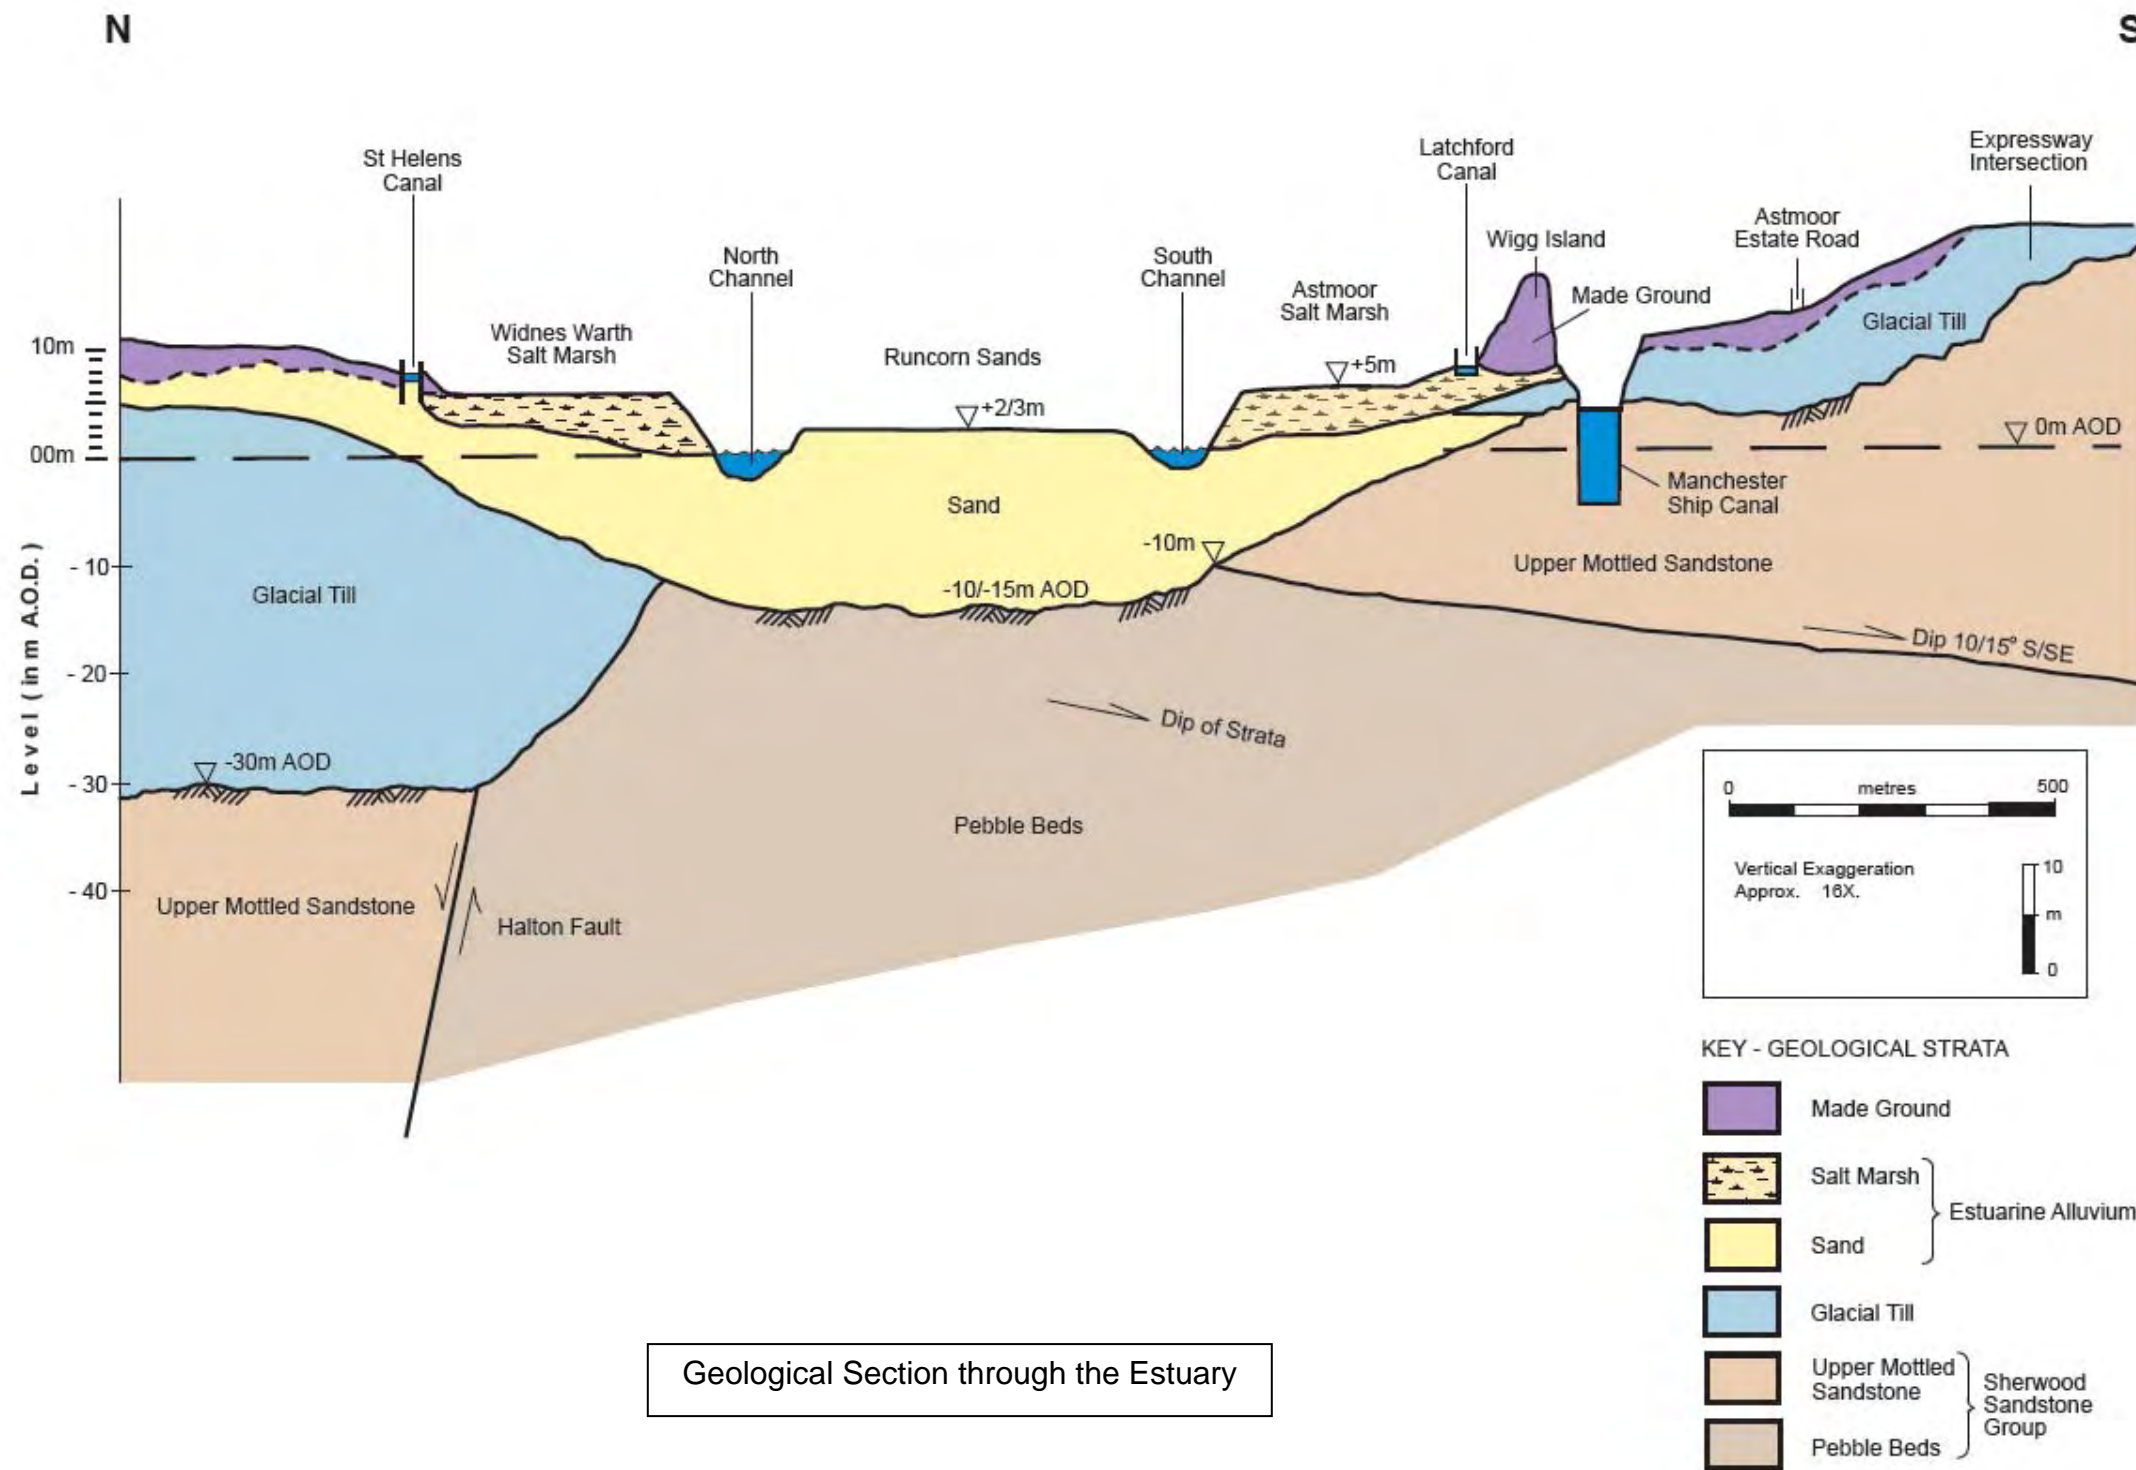 N
S
St Helens
Canal
North
Channel
Widnes Warth
Salt Marsh
Runcorn Sands
+2/3m
South
Channel
Astmoor
Salt Marsh
+5m
Latchford
Canal
Wigg Island
Made Ground
Astmoor
Estate Road
Expressway
Intersection
Glacial Till
0m AOD
Manchester
Ship Canal
Upper Mottled Sandstone
Dip 10/15° S/SE
10m
00m
- 10
- 20
- 30
- 40
Level (in m A.O.D.)
Sand
-10m
-10/-15m AOD
Glacial Till
-30m AOD
Dip of Strata
Pebble Beds
Upper Mottled Sandstone
Halton Fault
0 metres 500
Vertical Exaggeration
Approx. 16X.
10
m
0
KEY - GEOLOGICAL STRATA
Made Ground
Salt Marsh
Estuarine Alluvium
Sand
Glacial Till
Upper Mottled
Sandstone
Sherwood
Sandstone
Group
Pebble Beds
Geological Section through the Estuary